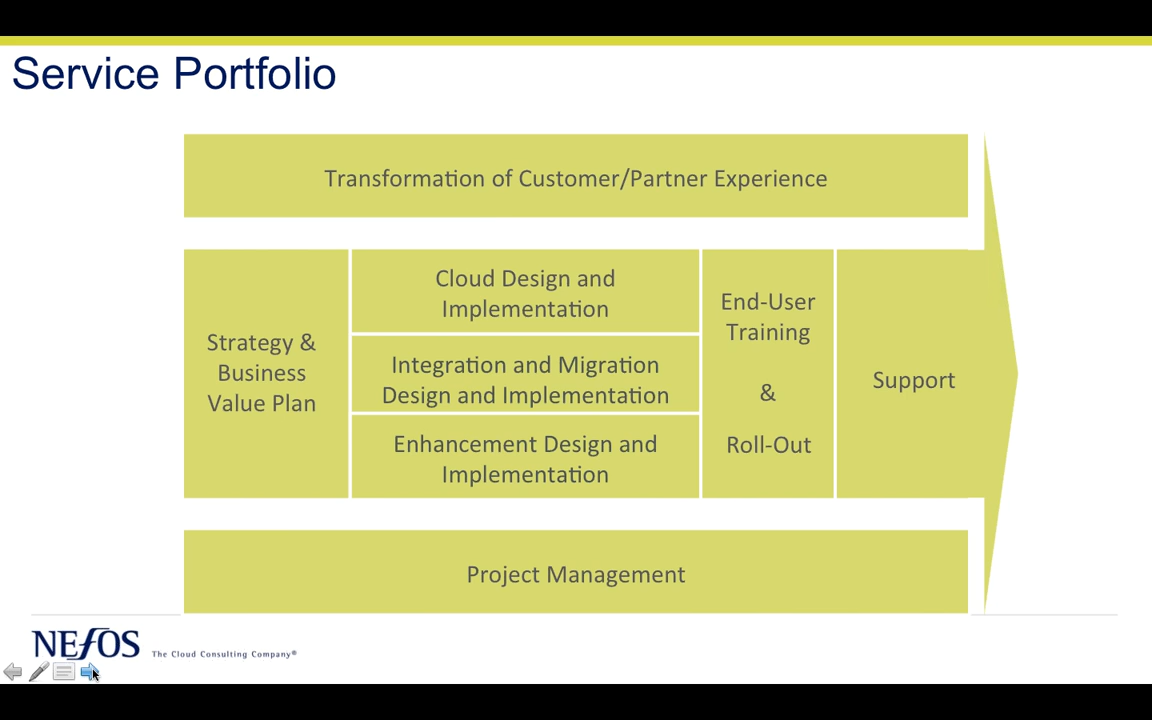 Service Portfolio
Transformation of Customer/Partner Experience
Strategy &
Business
Value Plan
Cloud Design and
Implementation
Integration and Migration
Design and Implementation
Enhancement Design and
Implementation
End-User
Training
&
Roll-Out
Support
Project Management
NEfOS The Cloud Consulting Company®